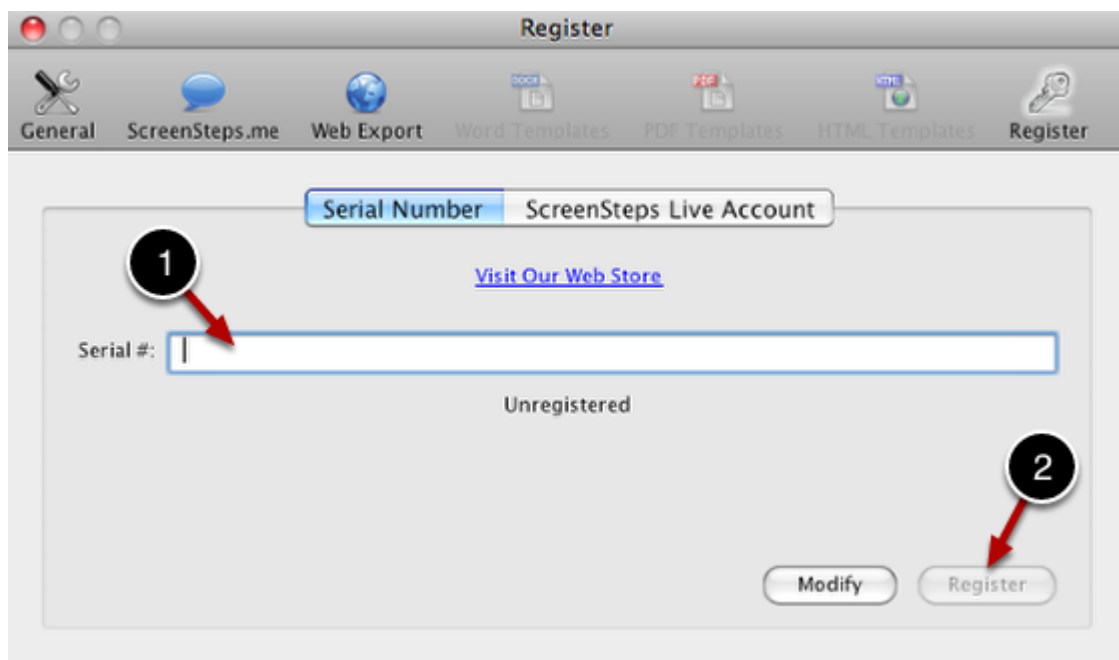 Register
General ScreenSteps.me Web Export Word Templates PDF Templates HTML Templates Register
Serial Number ScreenSteps Live Account
1
Visit Our Web Store
Serial #:
Unregistered
2
Modify Register